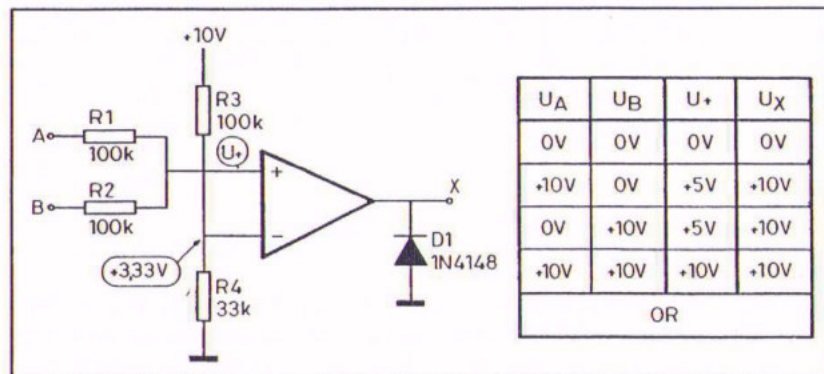 +10V
R3
100k
A
R1
100k
U+
+
B
R2
100k
−
X
+3,33V
R4
33k
D1
1N4148
UA UB U+ UX
0V 0V 0V 0V
+10V 0V +5V +10V
0V +10V +5V +10V
+10V +10V +10V +10V
OR